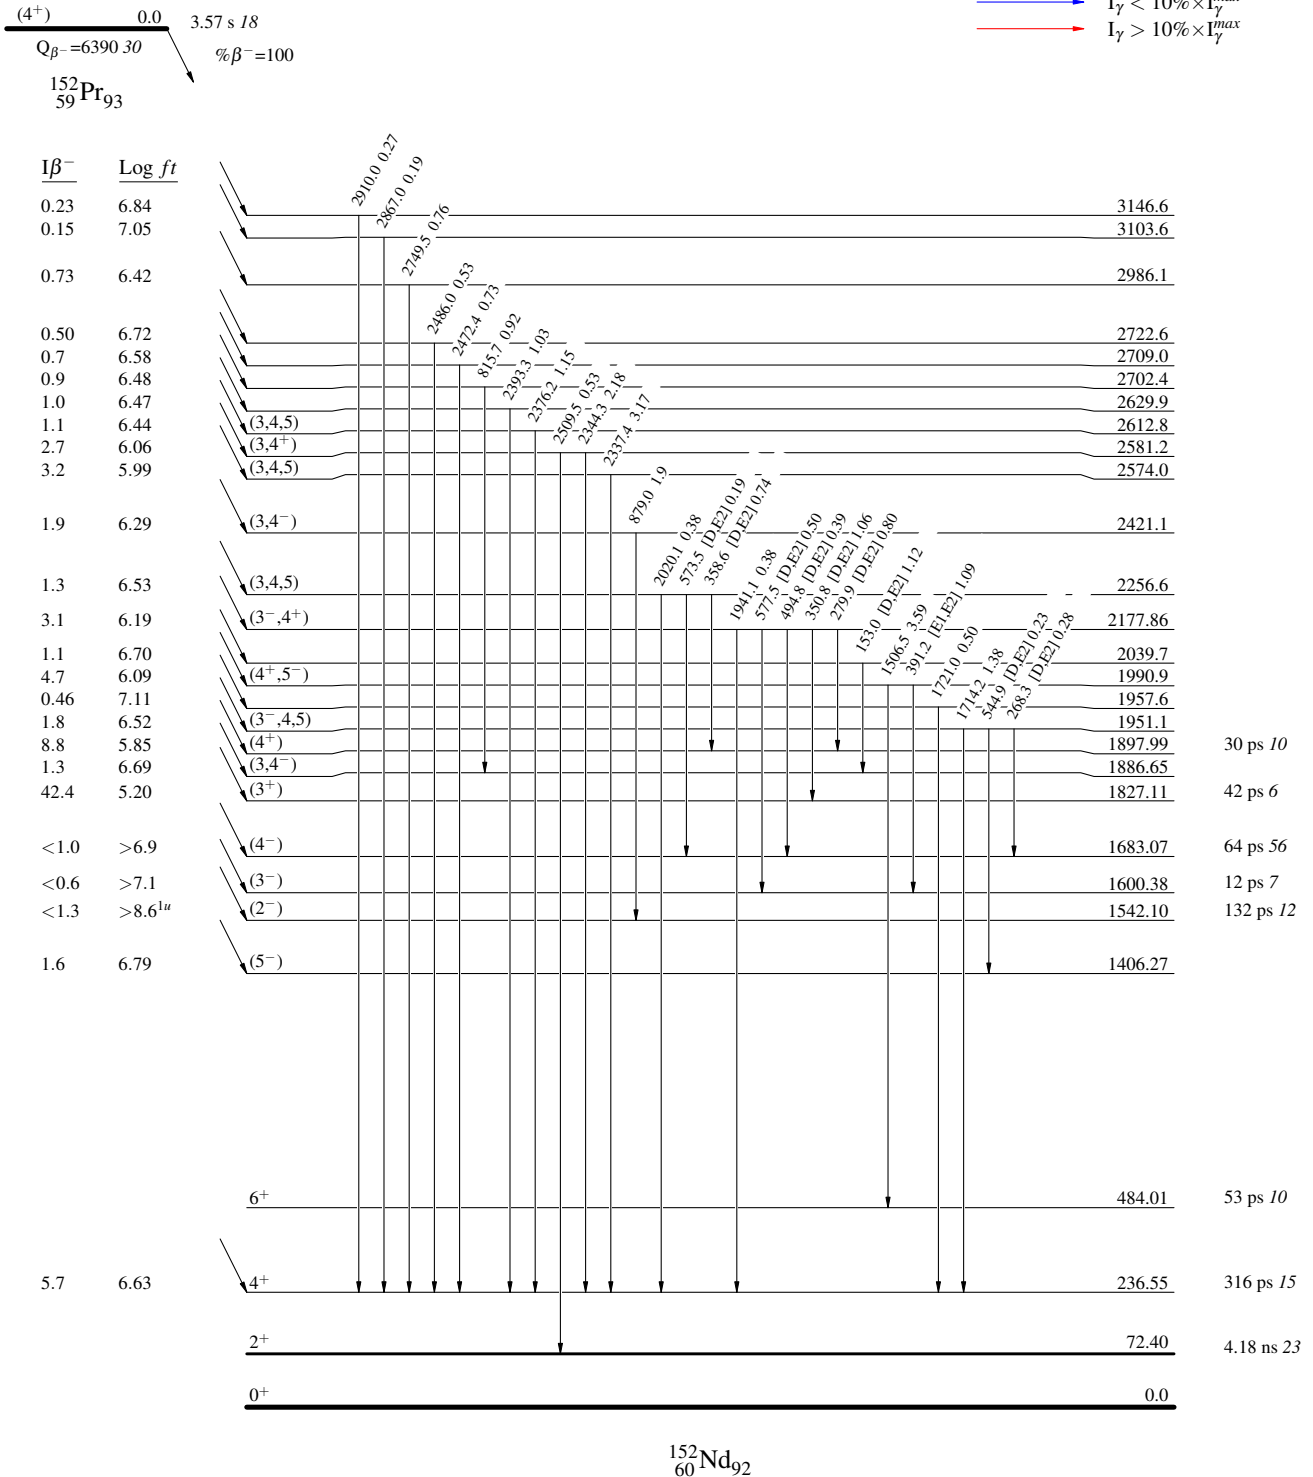 (4+) 0.0 3.57 s 18
Iγ < 10%×Iγmax
Iγ > 10%×Iγmax
Qβ−=6390 30
%β−=100
152 59 Pr 93
Iβ− Log ft
2910.0 0.27
2867.0 0.19
2749.5 0.76
2486.0 0.53
2472.4 0.73
815.7 0.92
2393.3 1.03
2376.2 1.15
2509.5 0.53
2344.3 2.18
2337.4 3.17
879.0 1.9
2020.1 0.38
573.5 [D,E2] 0.19
358.6 [D,E2] 0.74
1941.1 0.38
577.5 [D,E2] 0.50
494.8 [D,E2] 0.39
350.8 [D,E2] 1.06
279.9 [D,E2] 0.80
153.0 [D,E2] 1.12
1506.5 3.59
391.2 [E1,E2] 1.09
1721.0 0.50
1714.2 1.38
544.9 [D,E2] 0.23
268.3 [D,E2] 0.28
0.23 6.84 3146.6
0.15 7.05 3103.6
0.73 6.42 2986.1
0.50 6.72 2722.6
0.7 6.58 2709.0
0.9 6.48 2702.4
1.0 6.47 2629.9
1.1 6.44 (3,4,5) 2612.8
2.7 6.06 (3,4+) 2581.2
3.2 5.99 (3,4,5) 2574.0
1.9 6.29 (3,4−) 2421.1
1.3 6.53 (3,4,5) 2256.6
3.1 6.19 (3−,4+) 2177.86
1.1 6.70 2039.7
4.7 6.09 (4+,5−) 1990.9
0.46 7.11 1957.6
1.8 6.52 (3−,4,5) 1951.1
8.8 5.85 (4+) 1897.99 30 ps 10
1.3 6.69 (3,4−) 1886.65
42.4 5.20 (3+) 1827.11 42 ps 6
<1.0 >6.9 (4−) 1683.07 64 ps 56
<0.6 >7.1 (3−) 1600.38 12 ps 7
<1.3 >8.61u (2−) 1542.10 132 ps 12
1.6 6.79 (5−) 1406.27
6+ 484.01 53 ps 10
5.7 6.63 4+ 236.55 316 ps 15
2+ 72.40 4.18 ns 23
0+ 0.0
152 60 Nd 92